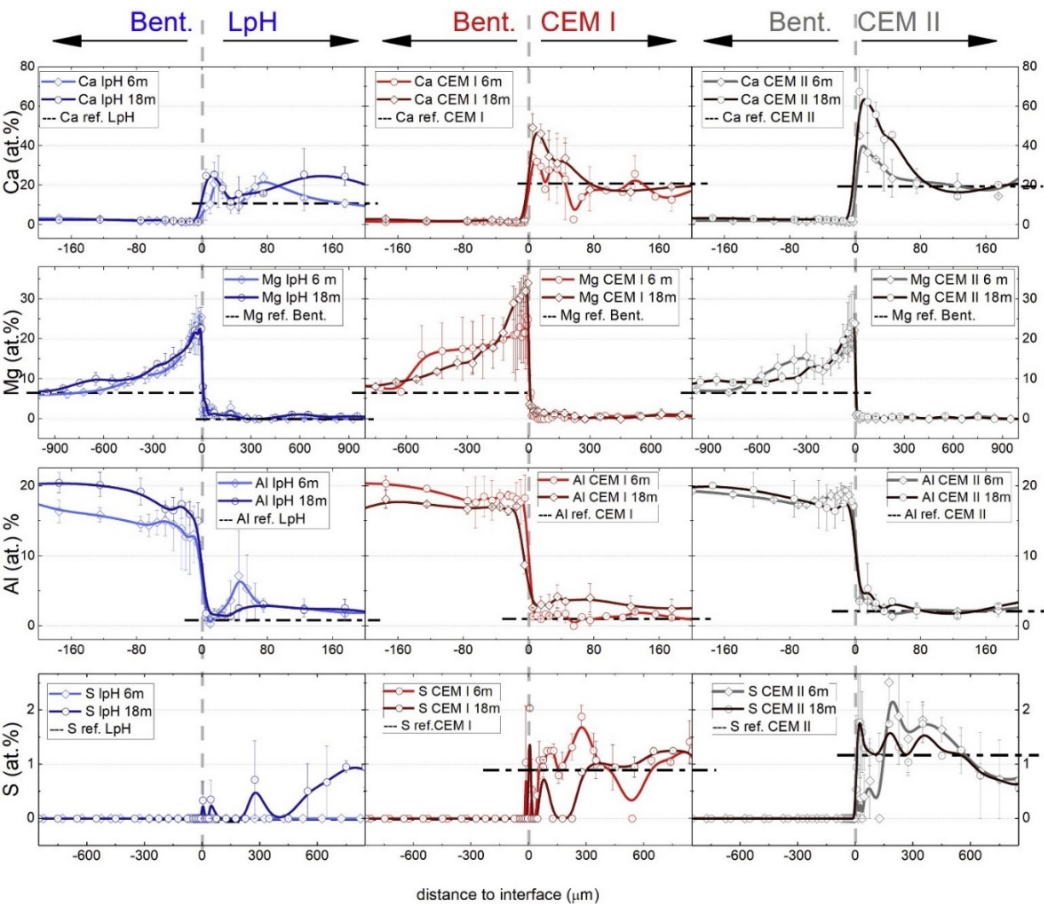 Bent. LpH Bent. CEM I Bent. CEM II
Ca (at.%)
80
60
40
20
0
Ca lpH 6m
Ca lpH 18m
Ca ref. LpH
Ca CEM I 6m
Ca CEM I 18m
Ca ref. CEM I
Ca CEM II 6m
Ca CEM II 18m
Ca ref. CEM II
80
60
40
20
0
-160 -80 0 80 160 -160 -80 0 80 160 -160 -80 0 80 160
Mg (at.%)
30
20
10
0
Mg lpH 6 m
Mg lpH 18m
Mg ref. Bent.
Mg CEM I 6 m
Mg CEM I 18m
Mg ref. Bent.
Mg CEM II 6 m
Mg CEM II 18m
Mg ref. Bent.
30
20
10
0
-900 -600 -300 0 300 600 900 -600 -300 0 300 600 -900 -600 -300 0 300 600 900
Al (at.) %
20
10
0
Al lpH 6m
Al lpH 18m
Al ref. LpH
Al CEM I 6m
Al CEM I 18m
Al ref. CEM I
Al CEM II 6m
Al CEM II 18m
Al ref. CEM II
20
10
0
-160 -80 0 80 160 -160 -80 0 80 160 -160 -80 0 80 160
S (at.%)
2
1
0
S lpH 6m
S lpH 18m
S ref. LpH
S CEM I 6m
S CEM I 18m
S ref.CEM I
S CEM II 6m
S CEM II 18m
S ref. CEM II
2
1
0
-600 -300 0 300 600 -600 -300 0 300 600 -600 -300 0 300 600
distance to interface (μm)